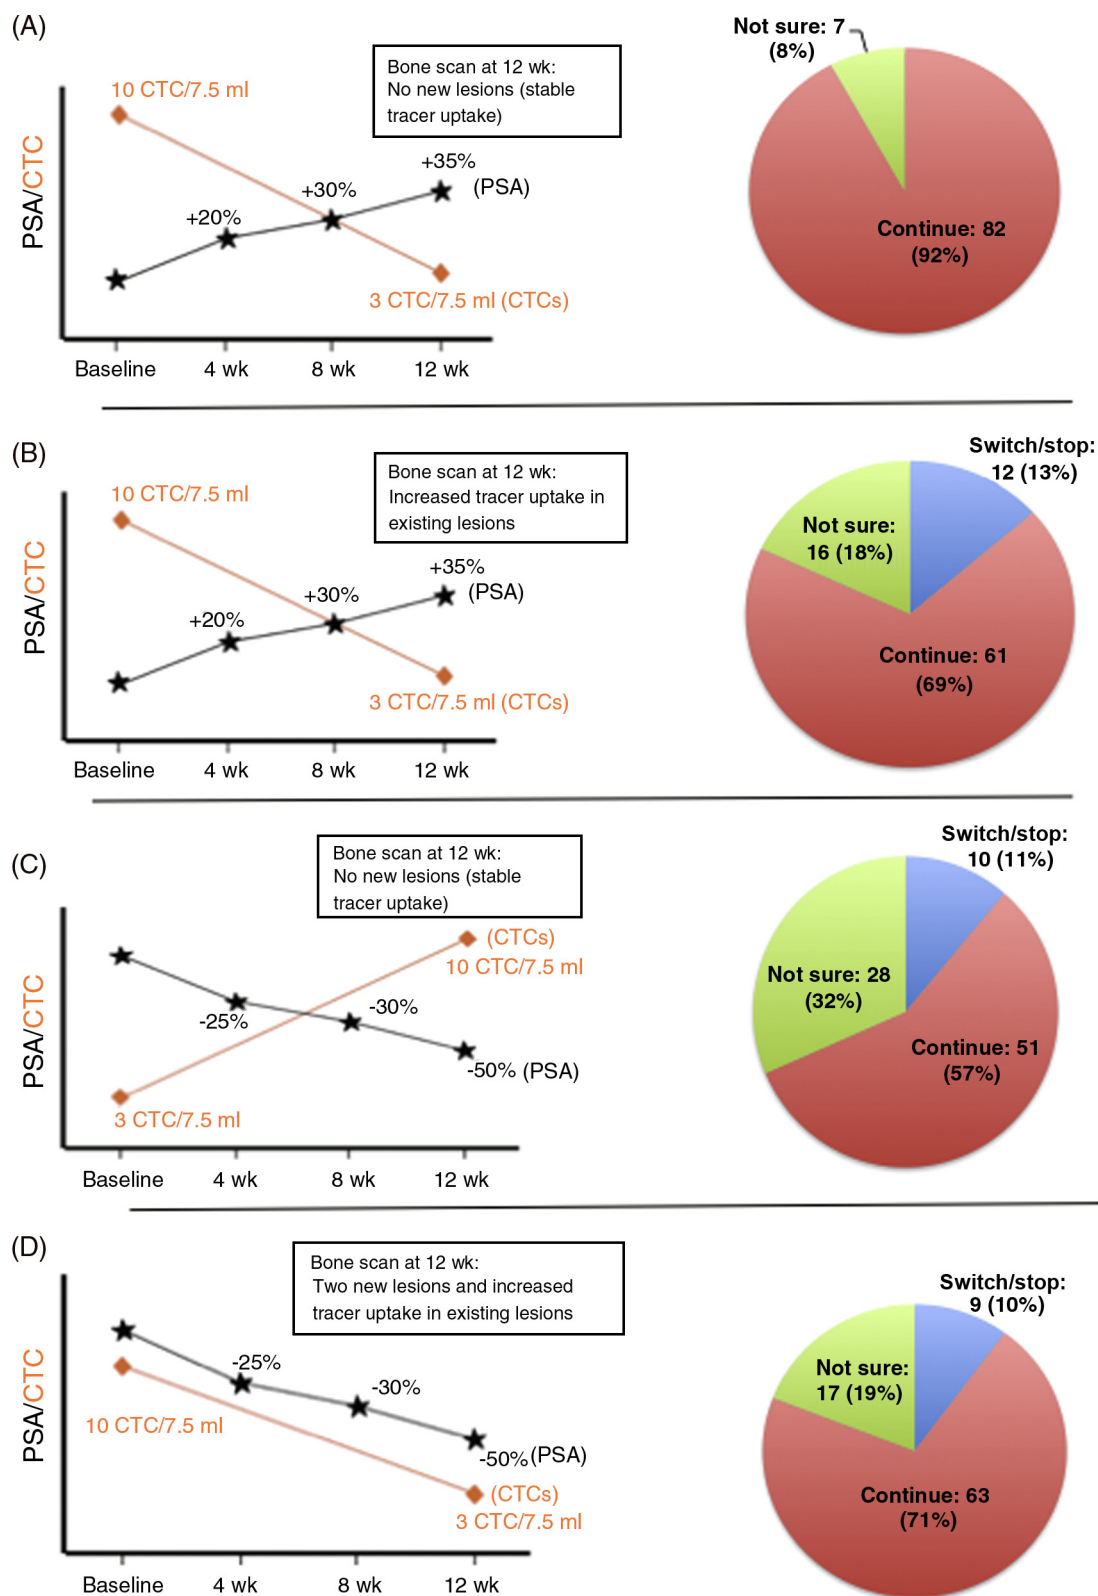 (A)
10 CTC/7.5 ml
Bone scan at 12 wk:
No new lesions (stable
tracer uptake)
PSA/CTC
+20%
+30%
+35%
(PSA)
3 CTC/7.5 ml (CTCs)
Baseline 4 wk 8 wk 12 wk
Not sure: 7
(8%)
Continue: 82
(92%)
(B)
10 CTC/7.5 ml
Bone scan at 12 wk:
Increased tracer uptake in
existing lesions
PSA/CTC
+20%
+30%
+35%
(PSA)
3 CTC/7.5 ml (CTCs)
Baseline 4 wk 8 wk 12 wk
Switch/stop:
12 (13%)
Not sure:
16 (18%)
Continue: 61
(69%)
(C)
Bone scan at 12 wk:
No new lesions (stable
tracer uptake)
PSA/CTC
(CTCs)
10 CTC/7.5 ml
-25%
-30%
-50% (PSA)
3 CTC/7.5 ml
Baseline 4 wk 8 wk 12 wk
Switch/stop:
10 (11%)
Not sure: 28
(32%)
Continue: 51
(57%)
(D)
Bone scan at 12 wk:
Two new lesions and increased
tracer uptake in existing lesions
PSA/CTC
-25%
-30%
10 CTC/7.5 ml
-50% (PSA)
(CTCs)
3 CTC/7.5 ml
Baseline 4 wk 8 wk 12 wk
Switch/stop:
9 (10%)
Not sure:
17 (19%)
Continue: 63
(71%)